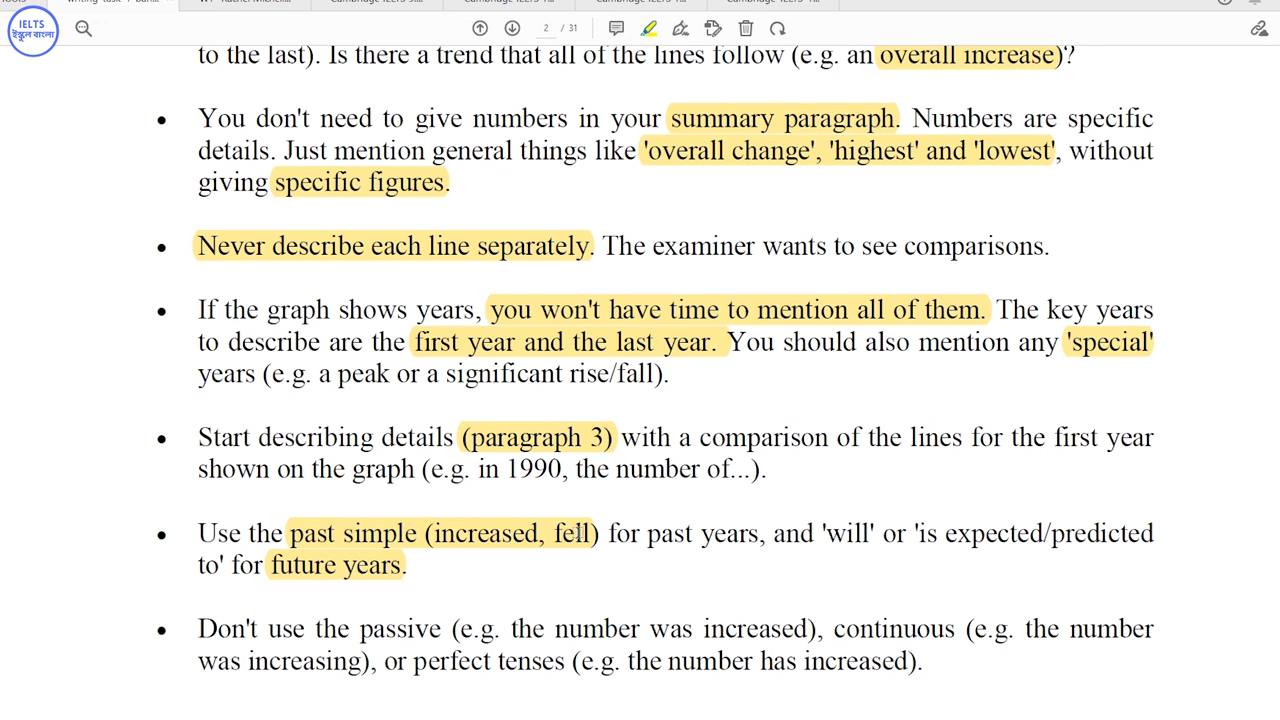 IELTS
ইস্কুল বাংলা
2 / 31
to the last). Is there a trend that all of the lines follow (e.g. an overall increase)?
• You don't need to give numbers in your summary paragraph. Numbers are specific
details. Just mention general things like 'overall change', 'highest' and 'lowest', without
giving specific figures.
• Never describe each line separately. The examiner wants to see comparisons.
• If the graph shows years, you won't have time to mention all of them. The key years
to describe are the first year and the last year. You should also mention any 'special'
years (e.g. a peak or a significant rise/fall).
• Start describing details (paragraph 3) with a comparison of the lines for the first year
shown on the graph (e.g. in 1990, the number of...).
• Use the past simple (increased, fell) for past years, and 'will' or 'is expected/predicted
to' for future years.
• Don't use the passive (e.g. the number was increased), continuous (e.g. the number
was increasing), or perfect tenses (e.g. the number has increased).